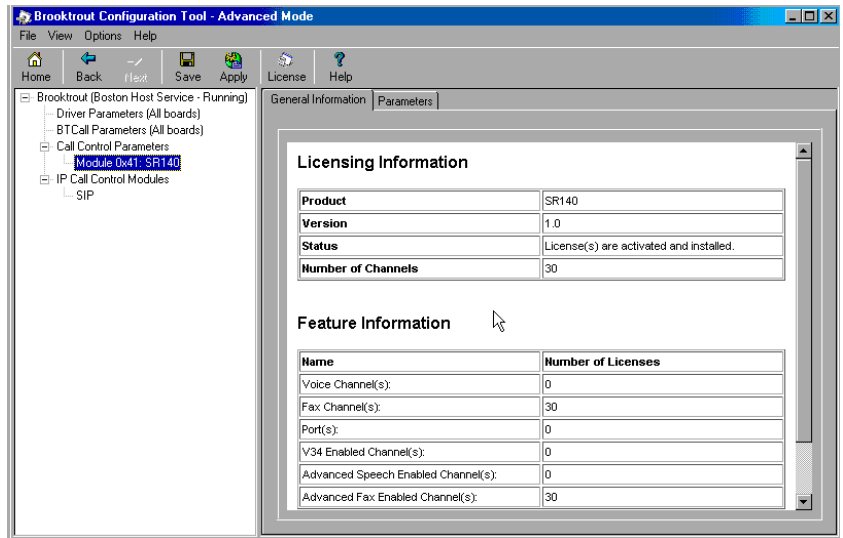 Brooktrout Configuration Tool - Advanced Mode
File View Options Help
Home Back Next Save Apply License Help
Brooktrout (Boston Host Service - Running)
Driver Parameters (All boards)
BTCall Parameters (All boards)
Call Control Parameters
Module 0x41: SR140
IP Call Control Modules
SIP
General Information Parameters
Licensing Information
Product SR140
Version 1.0
Status License(s) are activated and installed.
Number of Channels 30
Feature Information
Name Number of Licenses
Voice Channel(s): 0
Fax Channel(s): 30
Port(s): 0
V34 Enabled Channel(s): 0
Advanced Speech Enabled Channel(s): 0
Advanced Fax Enabled Channel(s): 30